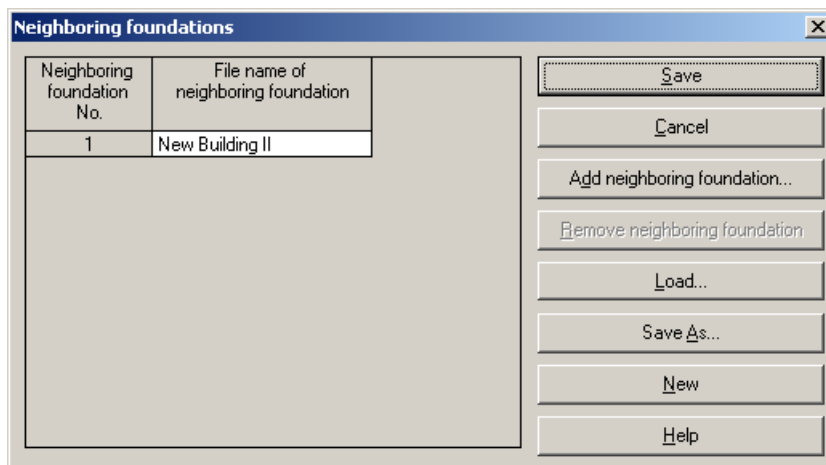 Neighboring foundations
Neighboring
foundation
No.
File name of
neighboring foundation
1
New Building II
Save
Cancel
Add neighboring foundation...
Remove neighboring foundation
Load...
Save As...
New
Help